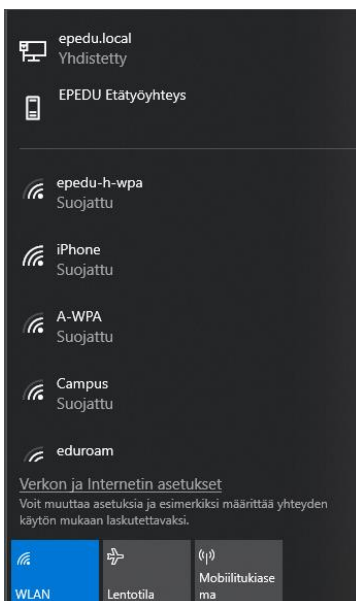 epedu.local
Yhdistetty
EPEDU Etätyöyhteys
epedu-h-wpa
Suojattu
iPhone
Suojattu
A-WPA
Suojattu
Campus
Suojattu
eduroam
Verkon ja Internetin asetukset
Voit muuttaa asetuksia ja esimerkiksi määrittää yhteyden
käytön mukaan laskutettavaksi.
WLAN
Lentotila
Mobiilitukiase
ma